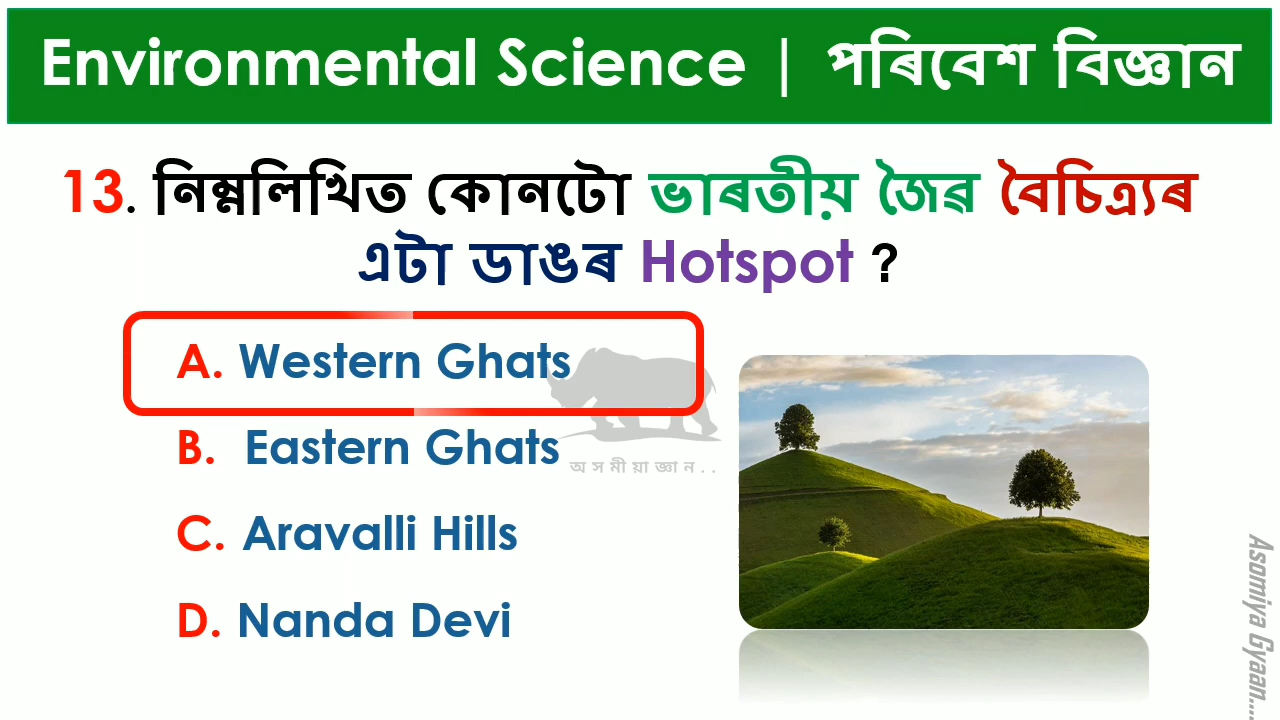 Environmental Science | পৰিবেশ বিজ্ঞান
13. নিম্নলিখিত কোনটো ভাৰতীয় জৈৱ বৈচিত্ৰ্যৰ
এটা ডাঙৰ Hotspot ?
A. Western Ghats
B. Eastern Ghats
অসমীয়া জ্ঞান..
C. Aravalli Hills
D. Nanda Devi
Asomiya Gyaan....